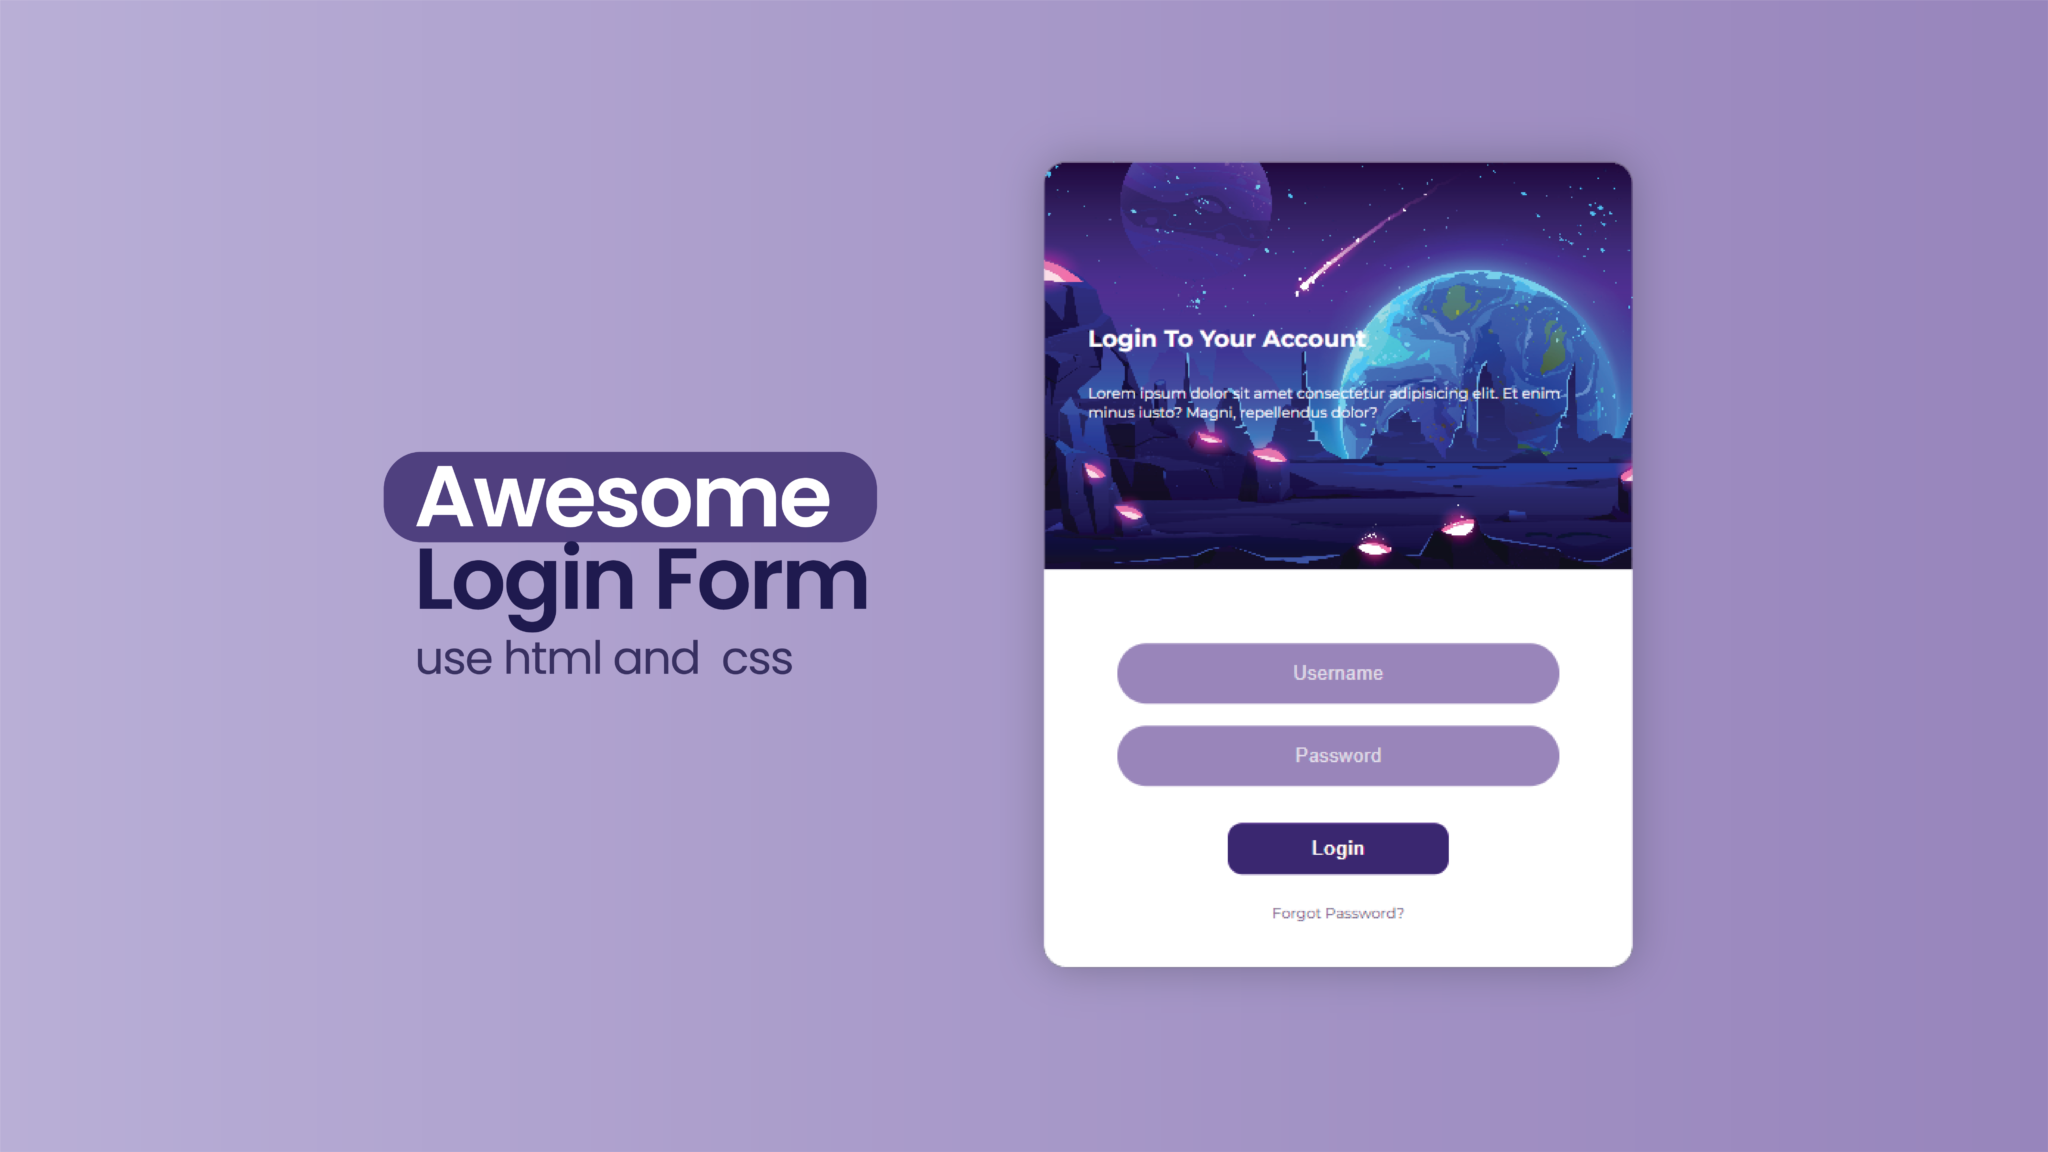 Awesome
Login Form
use html and css
Login To Your Account
Lorem ipsum dolor sit amet consectetur adipisicing elit. Et enim
minus iusto? Magni, repellendus dolor?
Username
Password
Login
Forgot Password?